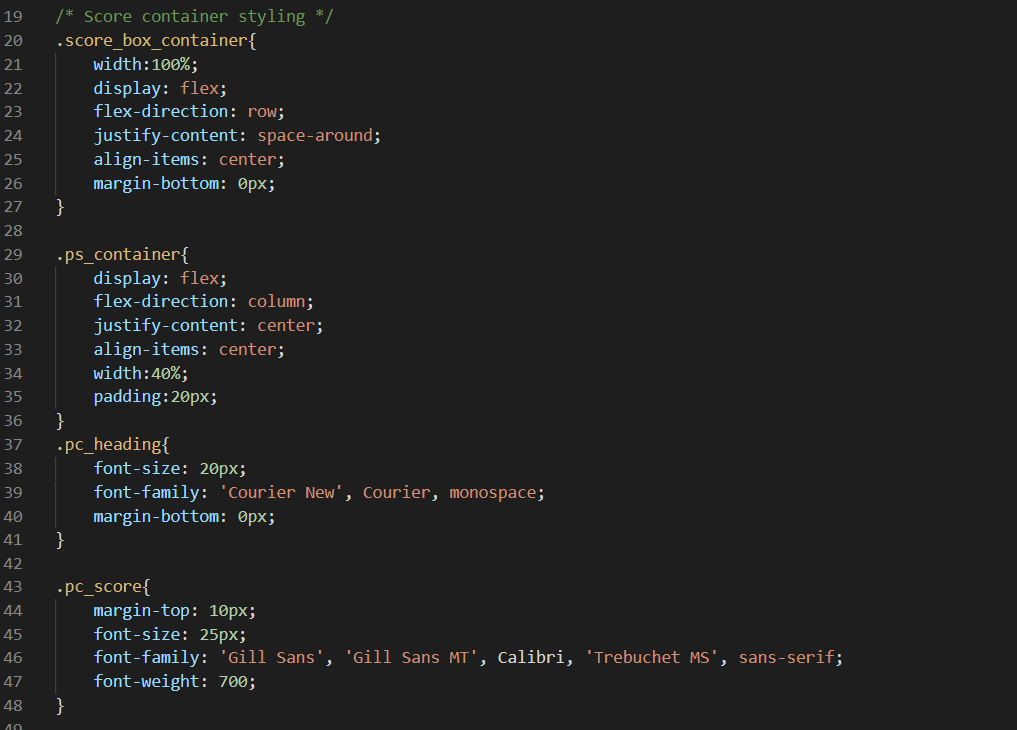 19 /* Score container styling */
20 .score_box_container{
21 width:100%;
22 display: flex;
23 flex-direction: row;
24 justify-content: space-around;
25 align-items: center;
26 margin-bottom: 0px;
27 }
28
29 .ps_container{
30 display: flex;
31 flex-direction: column;
32 justify-content: center;
33 align-items: center;
34 width:40%;
35 padding:20px;
36 }
37 .pc_heading{
38 font-size: 20px;
39 font-family: 'Courier New', Courier, monospace;
40 margin-bottom: 0px;
41 }
42
43 .pc_score{
44 margin-top: 10px;
45 font-size: 25px;
46 font-family: 'Gill Sans', 'Gill Sans MT', Calibri, 'Trebuchet MS', sans-serif;
47 font-weight: 700;
48 }
49